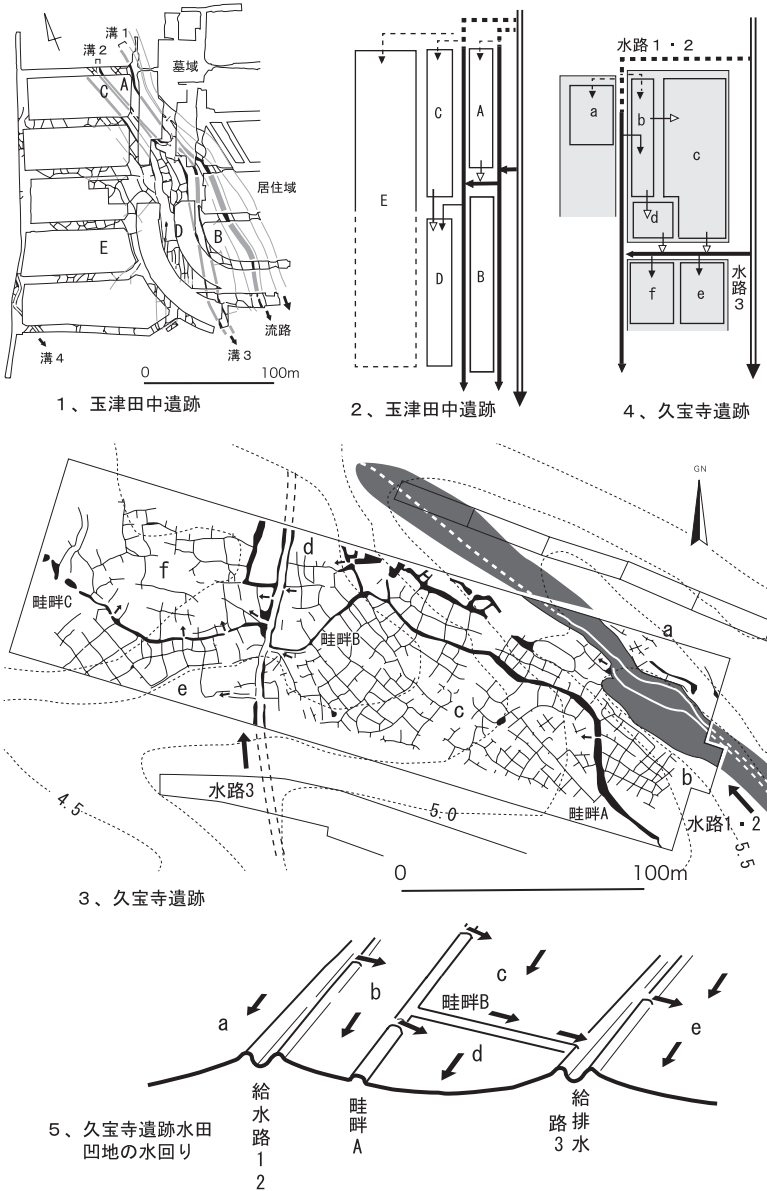 溝1
溝2
墓域
A
C
居住域
D
B
E
流路
溝3
溝4
0
100m
1、玉津田中遺跡
A
C
E
D
B
2、玉津田中遺跡
水路1・2
a
b
c
d
f
e
水路3
4、久宝寺遺跡
GN
d
f
畦畔C
畦畔B
a
e
c
b
水路3
畦畔A
水路1・2
4.5
5.0
5.5
0
100m
3、久宝寺遺跡
c
b
畦畔B
a
e
d
給水路12
畦畔A
給排水
路3
5、久宝寺遺跡水田
凹地の水回り